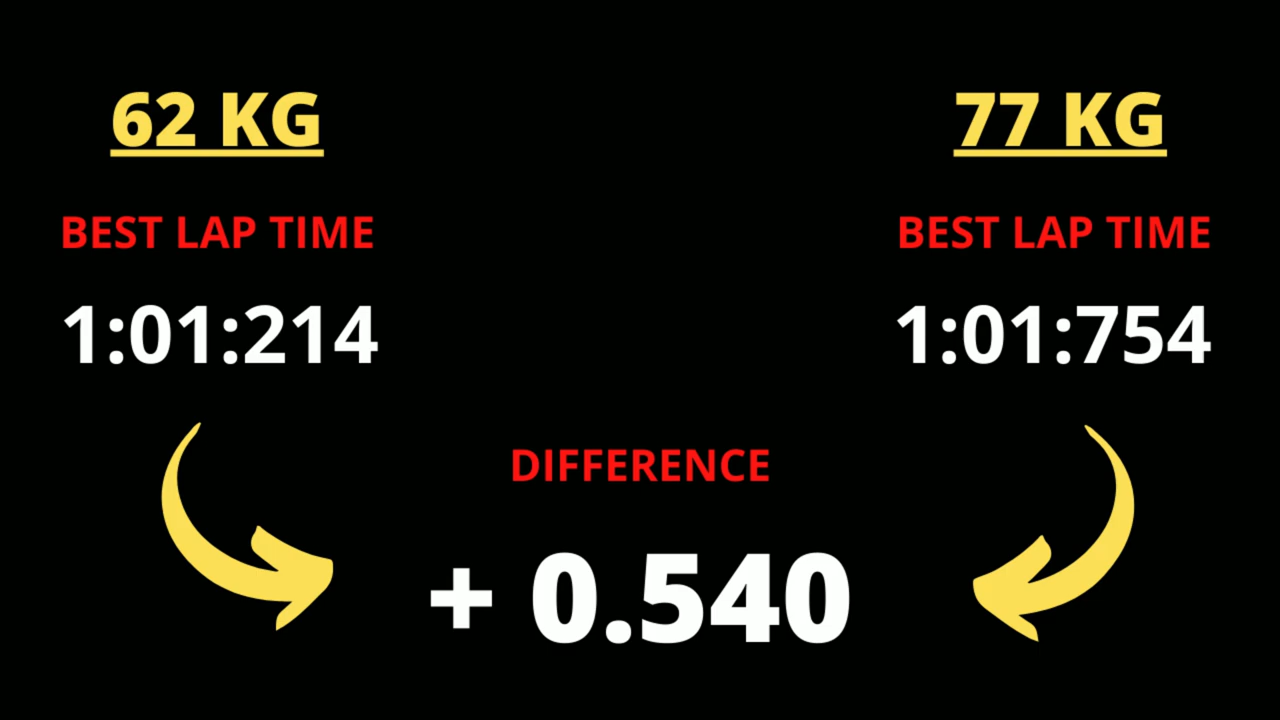 62 KG
77 KG
BEST LAP TIME
BEST LAP TIME
1:01:214
1:01:754
DIFFERENCE
+ 0.540